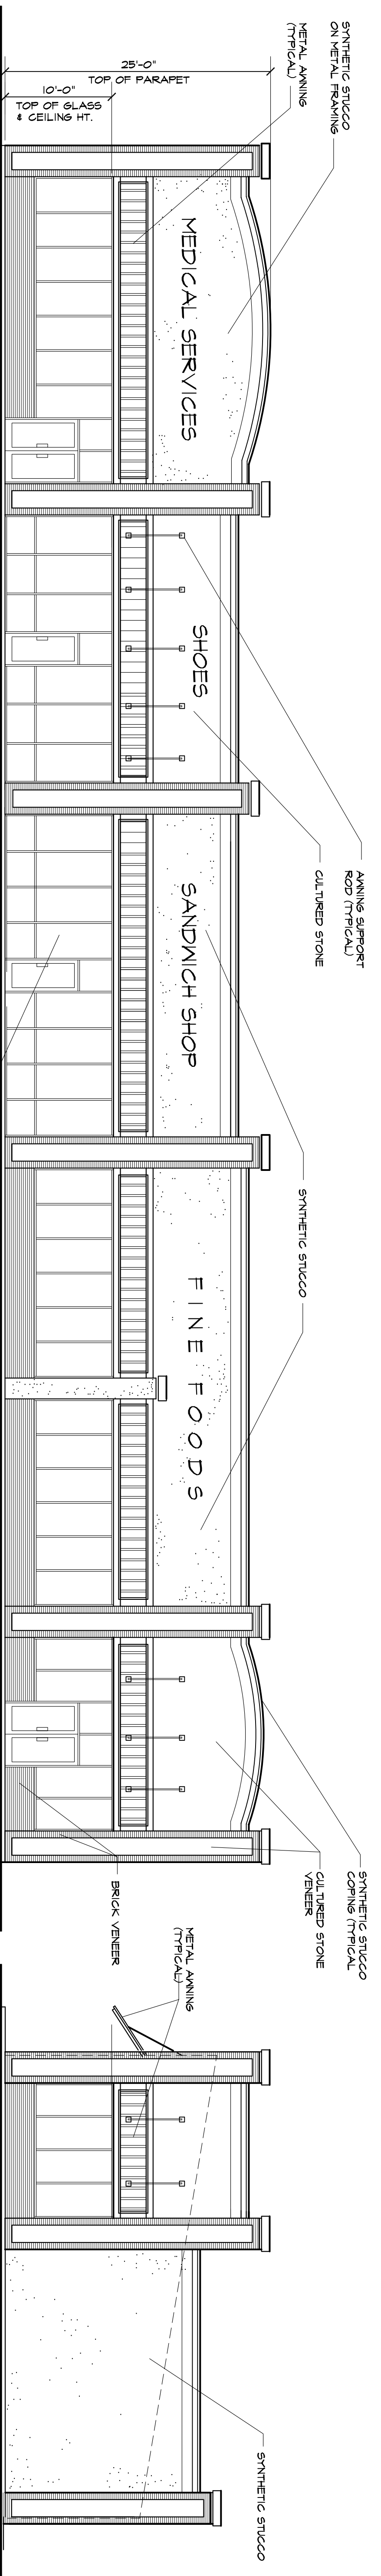 SYNTHETIC STUCCO
ON METAL FRAMING
METAL AWNING
(TYPICAL)
25'-0"
TOP OF PARAPET
10'-0"
TOP OF GLASS
& CEILING HT.
MEDICAL SERVICES
SHOES
AWNING SUPPORT
ROD (TYPICAL)
CULTURED STONE
SANDWICH SHOP
SYNTHETIC STUCCO
FINE FOODS
SYNTHETIC STUCCO
COPING (TYPICAL
CULTURED STONE
VENEER
BRICK VENEER
METAL AWNING
(TYPICAL)
SYNTHETIC STUCCO